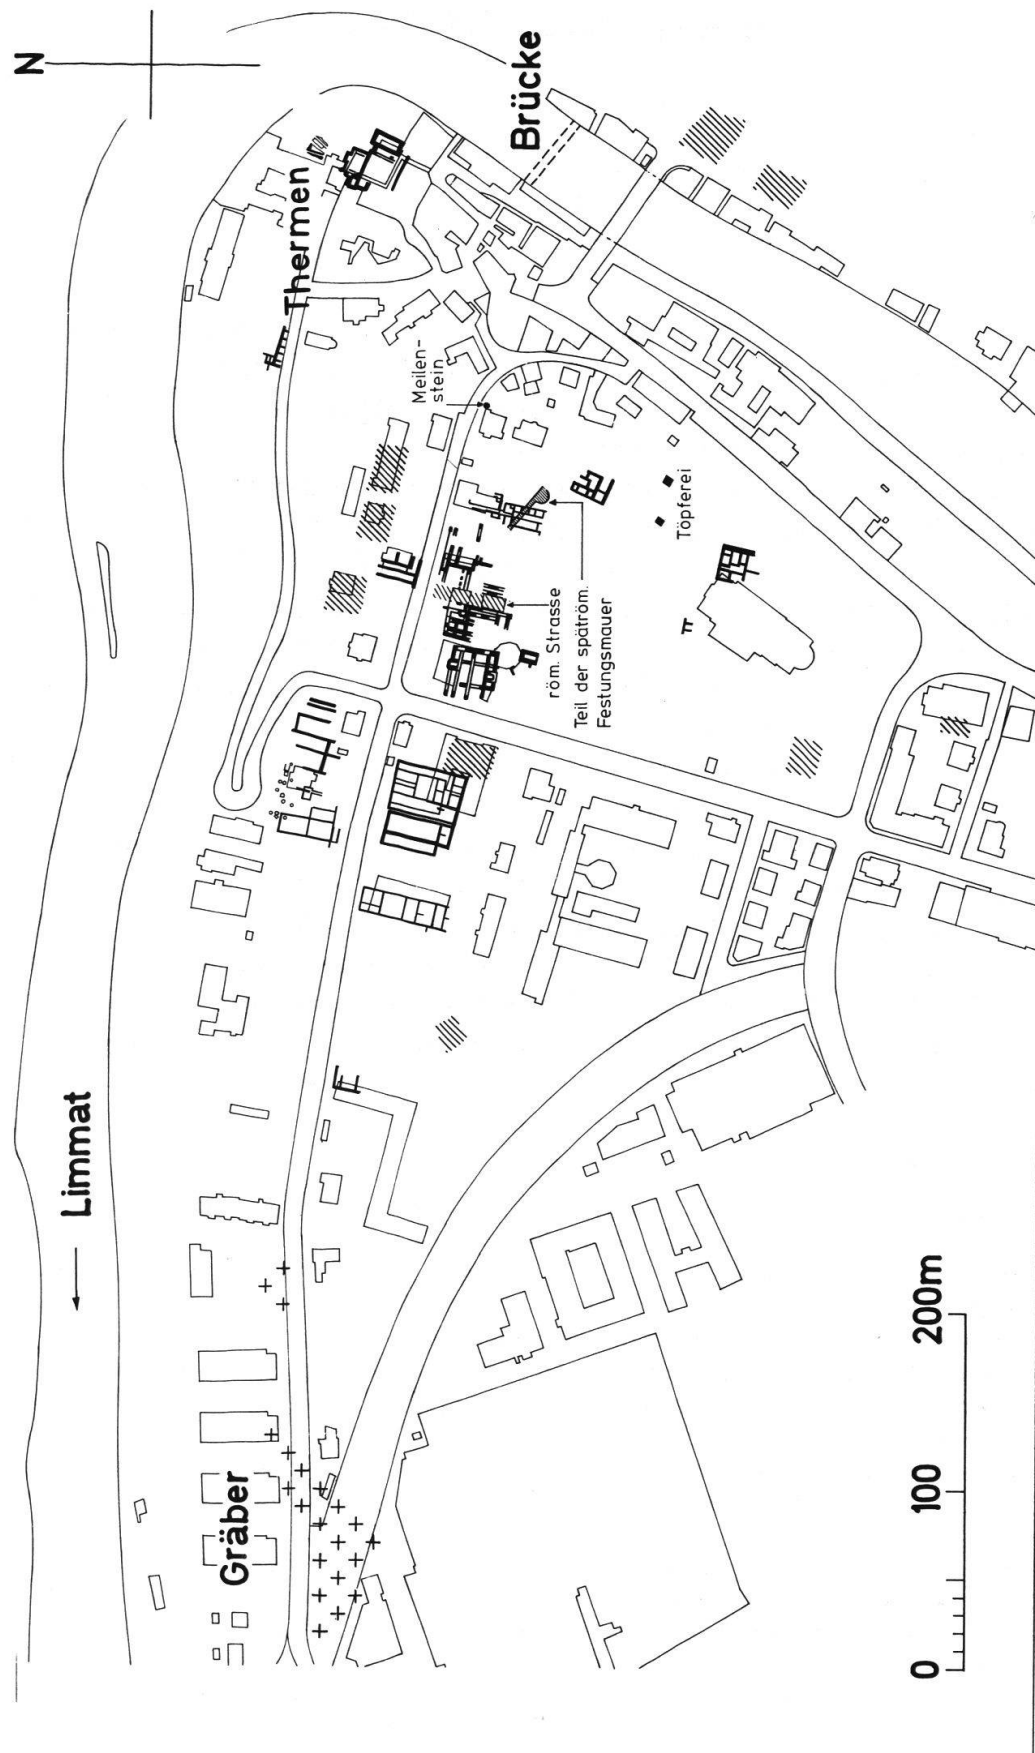 N
Brücke
Thermen
Meilen-
stein
Töpferei
röm. Strasse
Teil der spätröm.
Festungsmauer
Limmat
Gräber
0 100 200m